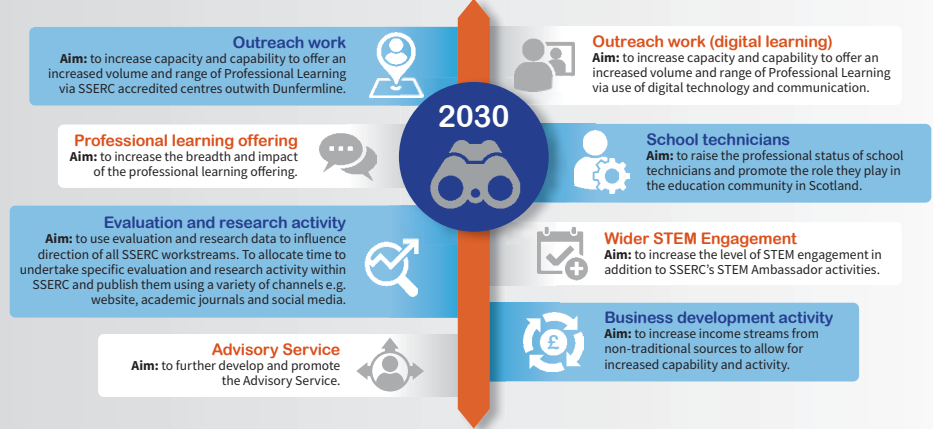 Outreach work
Aim: to increase capacity and capability to offer an
increased volume and range of Professional Learning
via SSERC accredited centres outwith Dunfermline.
Professional learning offering
Aim: to increase the breadth and impact
of the professional learning offering.
Evaluation and research activity
Aim: to use evaluation and research data to influence
direction of all SSERC workstreams. To allocate time to
undertake specific evaluation and research activity within
SSERC and publish them using a variety of channels e.g.
website, academic journals and social media.
Advisory Service
Aim: to further develop and promote
the Advisory Service.
2030
Outreach work (digital learning)
Aim: to increase capacity and capability to offer an
increased volume and range of Professional Learning
via use of digital technology and communication.
School technicians
Aim: to raise the professional status of school
technicians and promote the role they play in
the education community in Scotland.
Wider STEM Engagement
Aim: to increase the level of STEM engagement in
addition to SSERC's STEM Ambassador activities.
£
Business development activity
Aim: to increase income streams from
non-traditional sources to allow for
increased capability and activity.